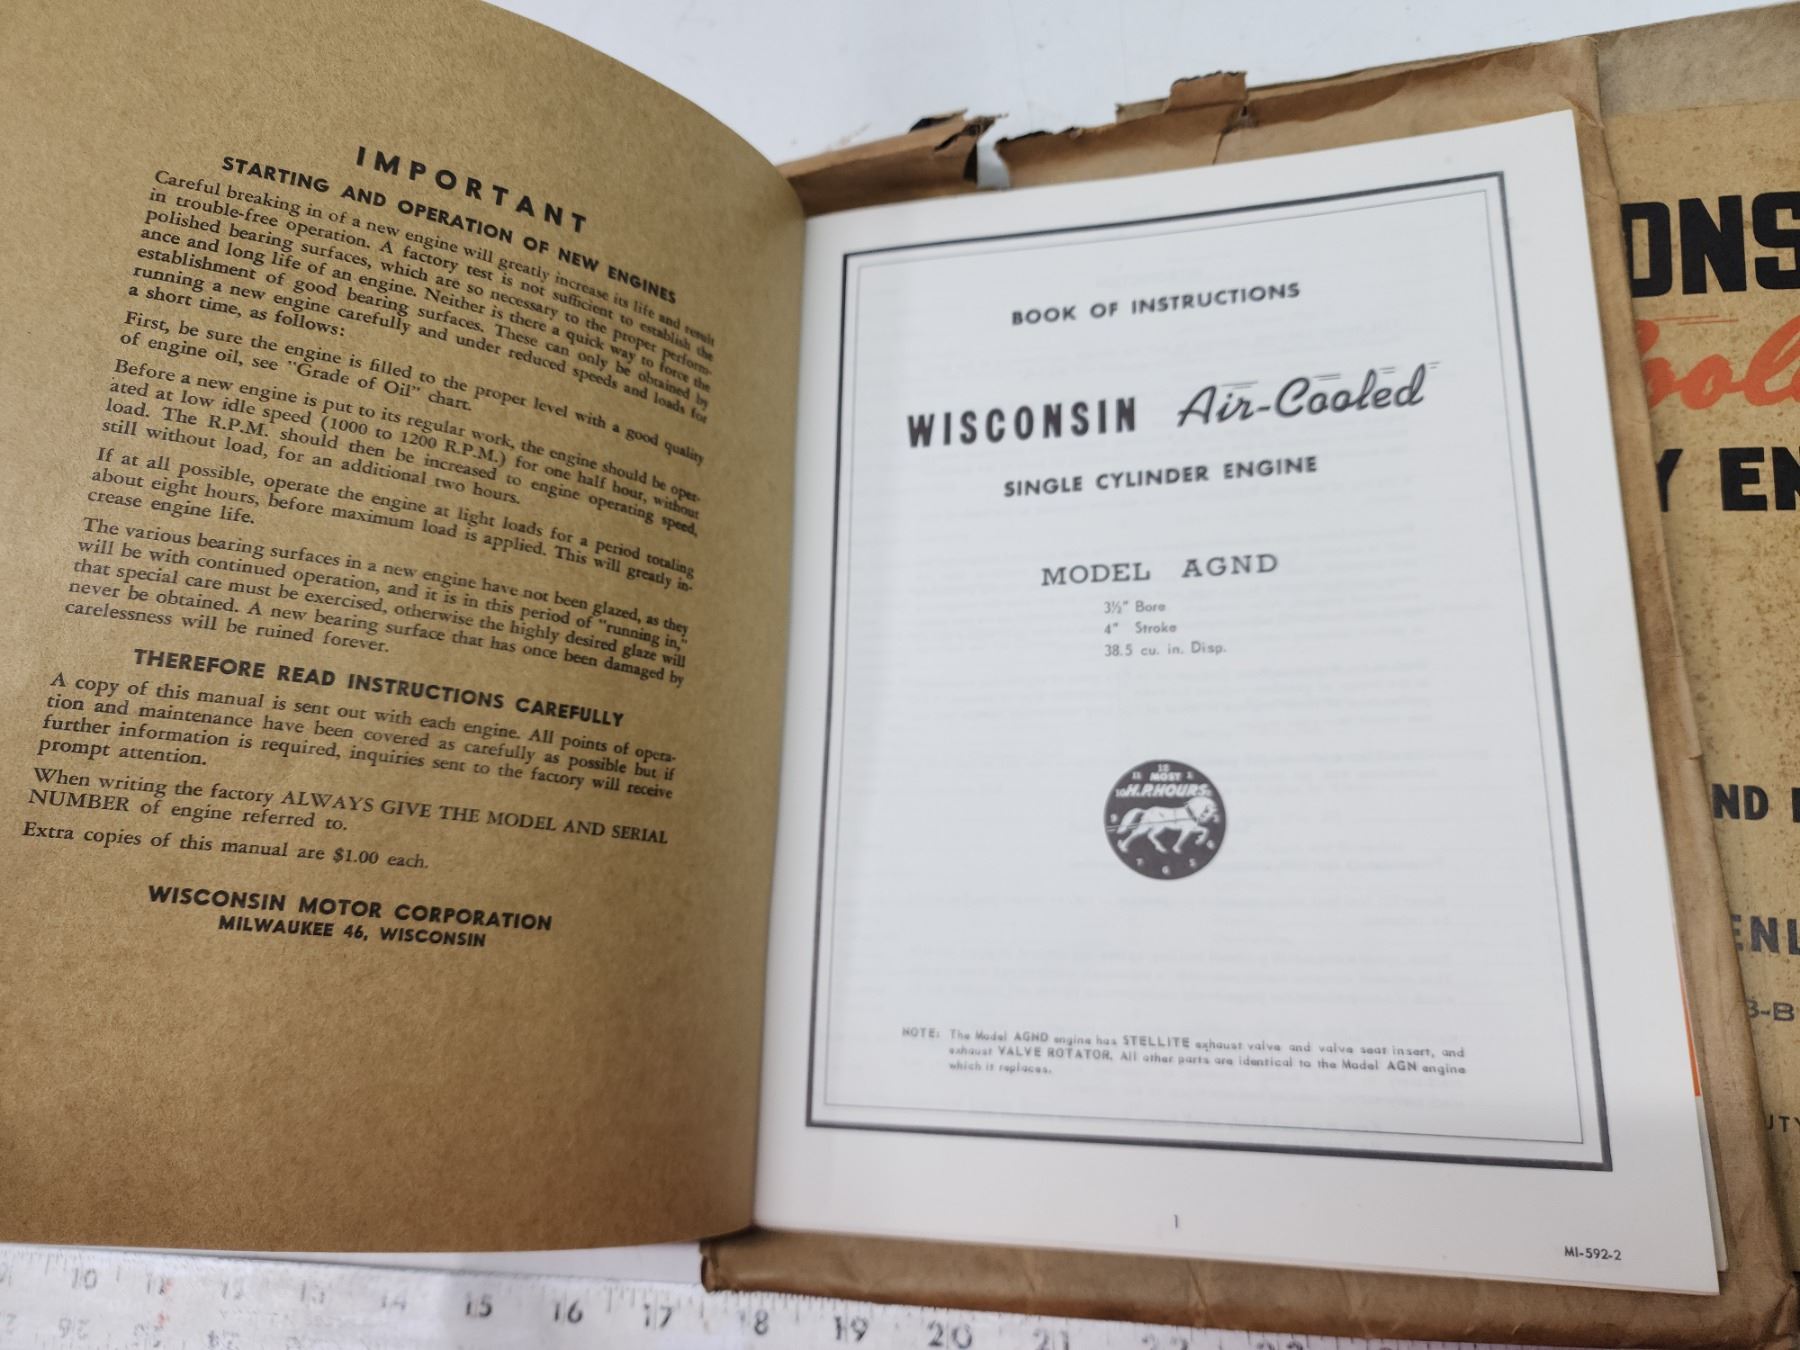 IMPORTANT
STARTING AND OPERATION OF NEW ENGINES
Careful breaking in of a new engine will greatly increase its life and result
in trouble-free operation. A factory test is not sufficient to establish the
polished bearing surfaces, which are so necessary to the proper perform-
ance and long life of an engine. Neither is there a quick way to force the
establishment of good bearing surfaces. These can only be obtained by
running a new engine carefully and under reduced speeds and loads for
a short time, as follows:
First, be sure the engine is filled to the proper level with a good quality
of engine oil, see "Grade of Oil" chart.
Before a new engine is put to its regular work, the engine should be oper-
ated at low idle speed (1000 to 1200 R.P.M.) for one half hour, without
load. The R.P.M. should then be increased to engine operating speed,
still without load, for an additional two hours.
If at all possible, operate the engine at light loads for a period totaling
about eight hours, before maximum load is applied. This will greatly in-
crease engine life.
The various bearing surfaces in a new engine have not been glazed, as they
will be with continued operation, and it is in this period of "running in,"
that special care must be exercised, otherwise the highly desired glaze will
never be obtained. A new bearing surface that has once been damaged by
carelessness will be ruined forever.
THEREFORE READ INSTRUCTIONS CAREFULLY
A copy of this manual is sent out with each engine. All points of opera-
tion and maintenance have been covered as carefully as possible but if
further information is required, inquiries sent to the factory will receive
prompt attention.
When writing the factory ALWAYS GIVE THE MODEL AND SERIAL
NUMBER of engine referred to.
Extra copies of this manual are $1.00 each.
WISCONSIN MOTOR CORPORATION
MILWAUKEE 46, WISCONSIN
BOOK OF INSTRUCTIONS
WISCONSIN Air-Cooled
SINGLE CYLINDER ENGINE
MODEL AGND
3½" Bore
4" Stroke
38.5 cu. in. Disp.
MOST
H.P. HOURS
NOTE: The Model AGND engine has STELLITE exhaust valve and valve seat insert, and
exhaust VALVE ROTATOR. All other parts are identical to the Model AGN engine
which it replaces.
1
MI-592-2
ONS
ool
Y EN
ND
ENL
B-B
UTY
10 11 12 13 14 15 16 17 18 19 20 21 22 23